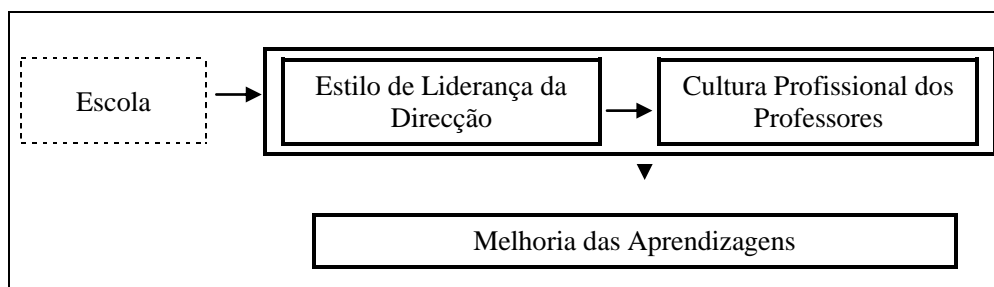 Escola
Estilo de Liderança da
Direcção
Cultura Profissional dos
Professores
Melhoria das Aprendizagens